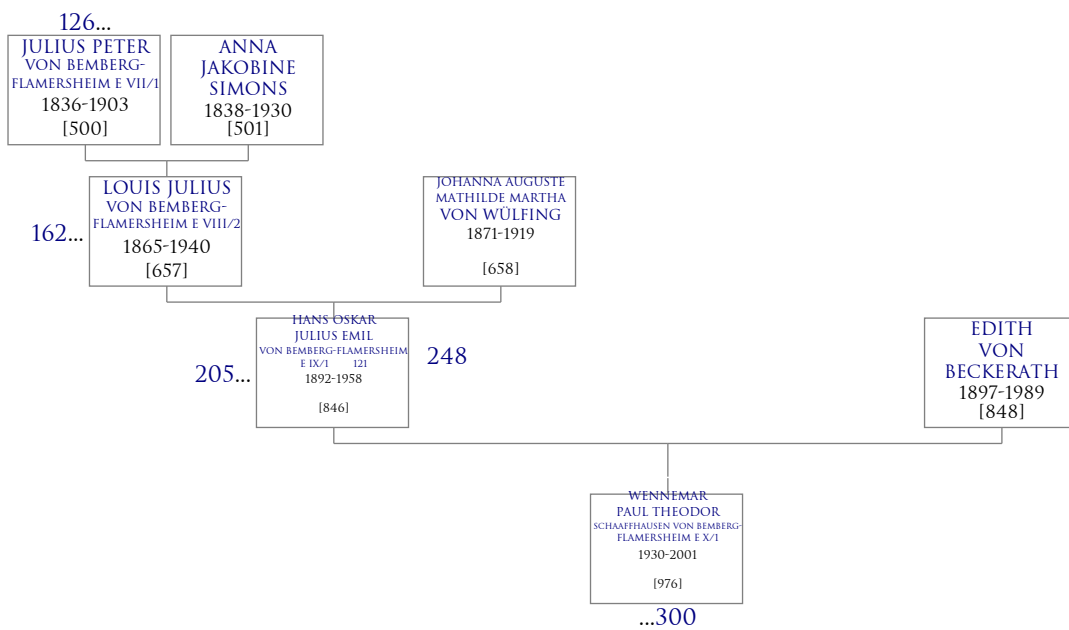 126...
JULIUS PETER
VON BEMBERG-
FLAMERSHEIM E VII/1
1836-1903
[500]
ANNA
JAKOBINE
SIMONS
1838-1930
[501]
162...
LOUIS JULIUS
VON BEMBERG-
FLAMERSHEIM E VIII/2
1865-1940
[657]
JOHANNA AUGUSTE
MATHILDE MARTHA
VON WÜLFING
1871-1919
[658]
205...
HANS OSKAR
JULIUS EMIL
VON BEMBERG-FLAMERSHEIM
E IX/1 121
1892-1958
[846]
248
EDITH
VON
BECKERATH
1897-1989
[848]
WENNEMAR
PAUL THEODOR
SCHAAFFHAUSEN VON BEMBERG-
FLAMERSHEIM E X/1
1930-2001
[976]
...300